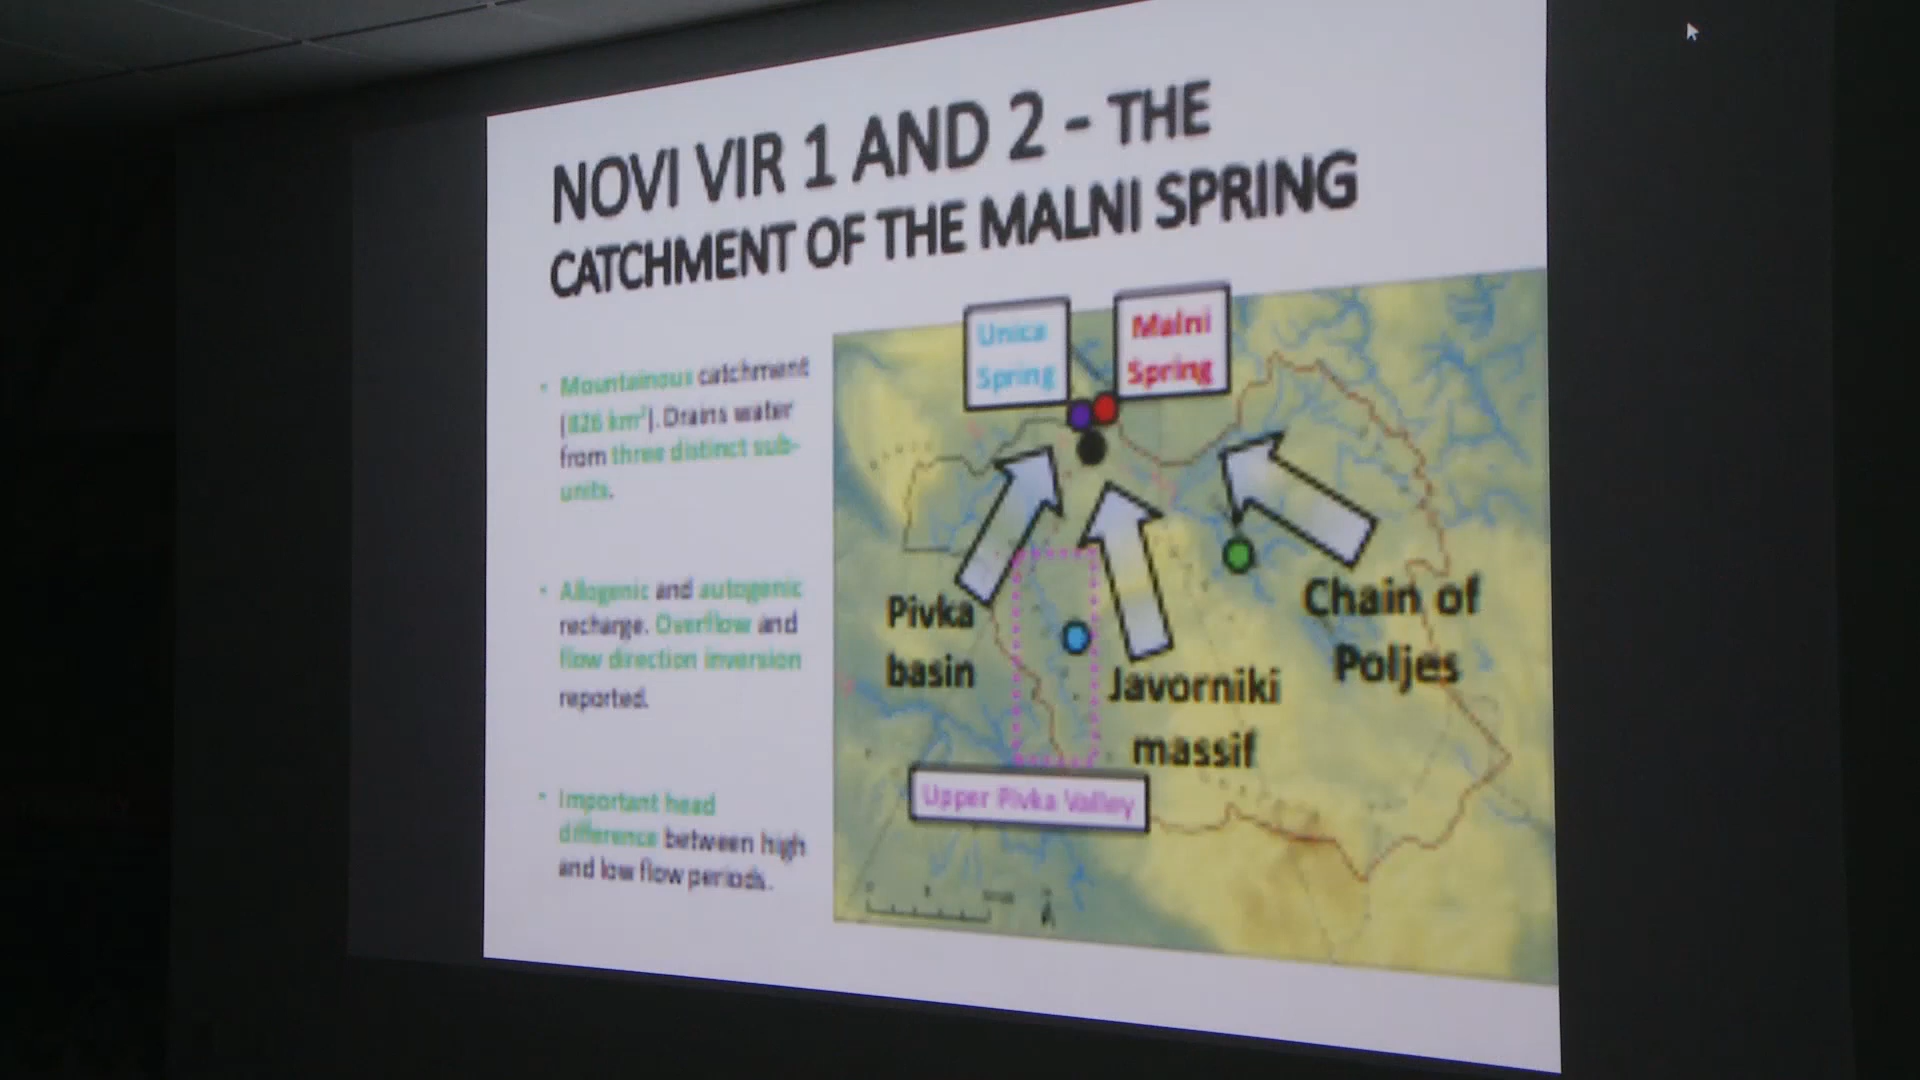 NOVI VIR 1 AND 2 - THE
CATCHMENT OF THE MALNI SPRING
• Mountainous catchment
(826 km²). Drains water
from three distinct sub-
units.
• Allogenic and autogenic
recharge. Overflow and
flow direction inversion
reported.
• Important head
difference between high
and low flow periods.
Unica
Spring
Malni
Spring
Pivka
basin
Javorniki
massif
Chain of
Poljes
Upper Pivka Valley